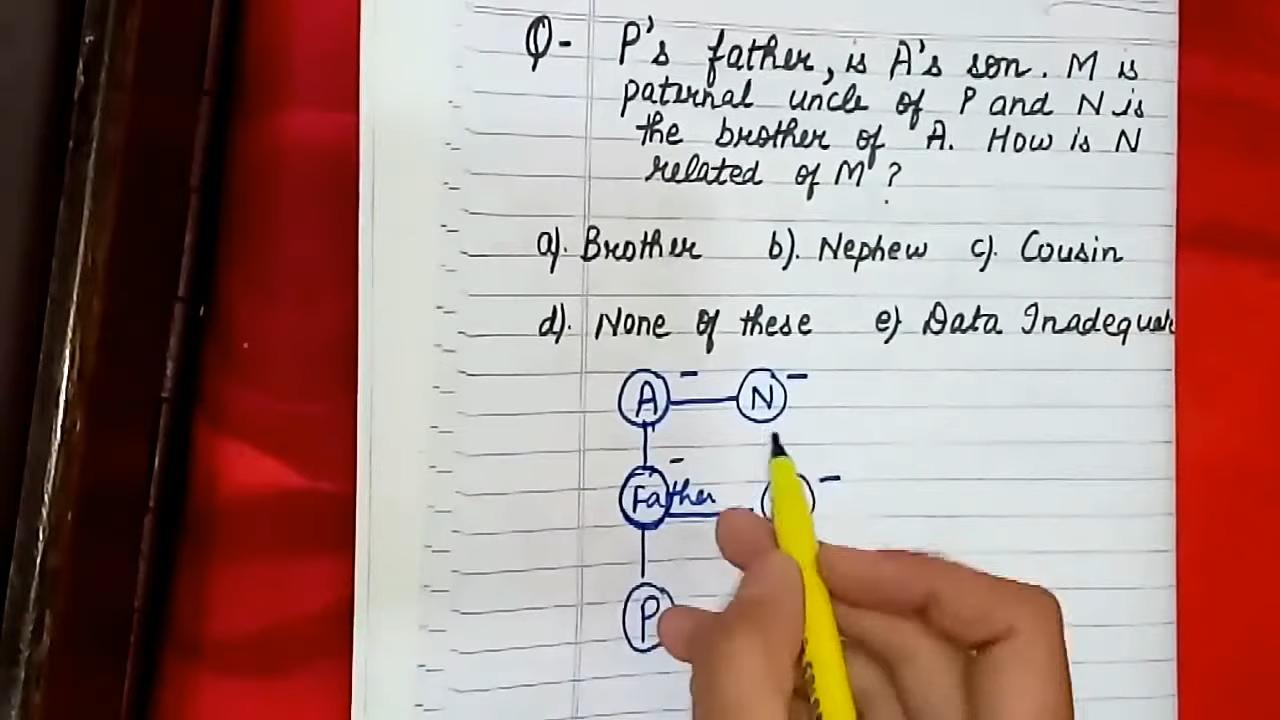 Q- P's father, is A's son. M is
paternal uncle of P and N is
the brother of A. How is N
related of M ?
a). Brother b). Nephew c). Cousin
d). None of these e) Data
A - N -
-
Father -
P